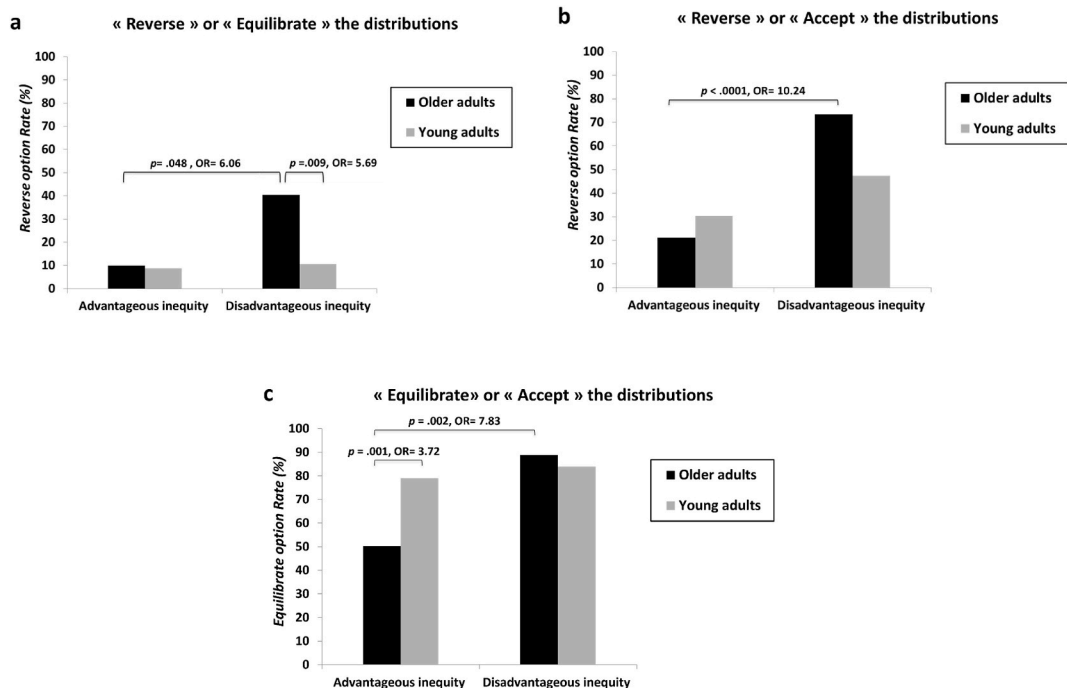 a
« Reverse » or « Equilibrate » the distributions
Reverse option Rate (%)
100
90
80
70
60
50
40
30
20
10
0
p= .048 , OR= 6.06
p =.009, OR= 5.69
Older adults
Young adults
Advantageous inequity
Disadvantageous inequity
b
« Reverse » or « Accept » the distributions
Reverse option Rate (%)
100
90
80
70
60
50
40
30
20
10
0
p < .0001, OR= 10.24
Older adults
Young adults
Advantageous inequity
Disadvantageous inequity
c
« Equilibrate» or « Accept » the distributions
Equilibrate option Rate (%)
100
90
80
70
60
50
40
30
20
10
0
p = .002, OR= 7.83
p = .001, OR= 3.72
Older adults
Young adults
Advantageous inequity
Disadvantageous inequity